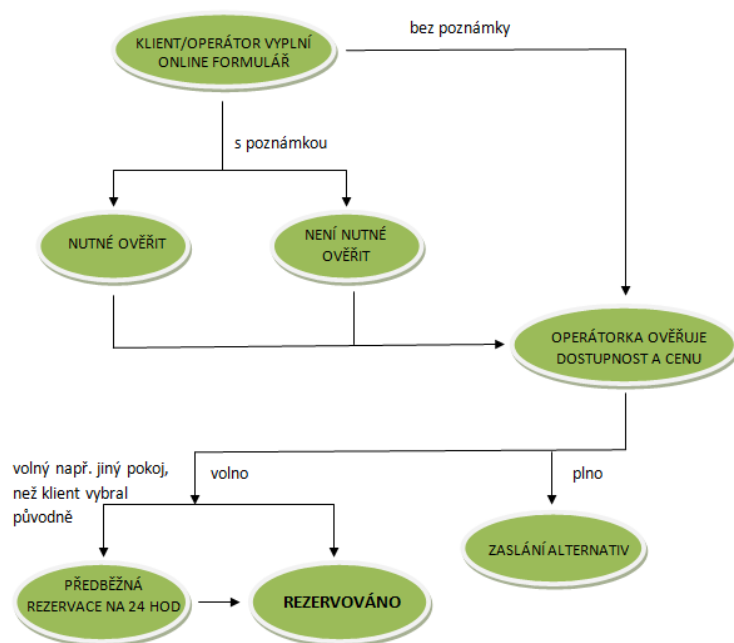 bez poznámky
KLIENT/OPERÁTOR VYPLNÍ
ONLINE FORMULÁŘ
s poznámkou
NUTNÉ OVĚŘIT
NENÍ NUTNÉ
OVĚŘIT
OPERÁTORKA OVĚŘUJE
DOSTUPNOST A CENU
volný např. jiný pokoj,
než klient vybral
původně
volno
plno
ZASLÁNÍ ALTERNATIV
PŘEDBĚŽNÁ
REZERVACE NA 24 HOD
REZERVOVÁNO